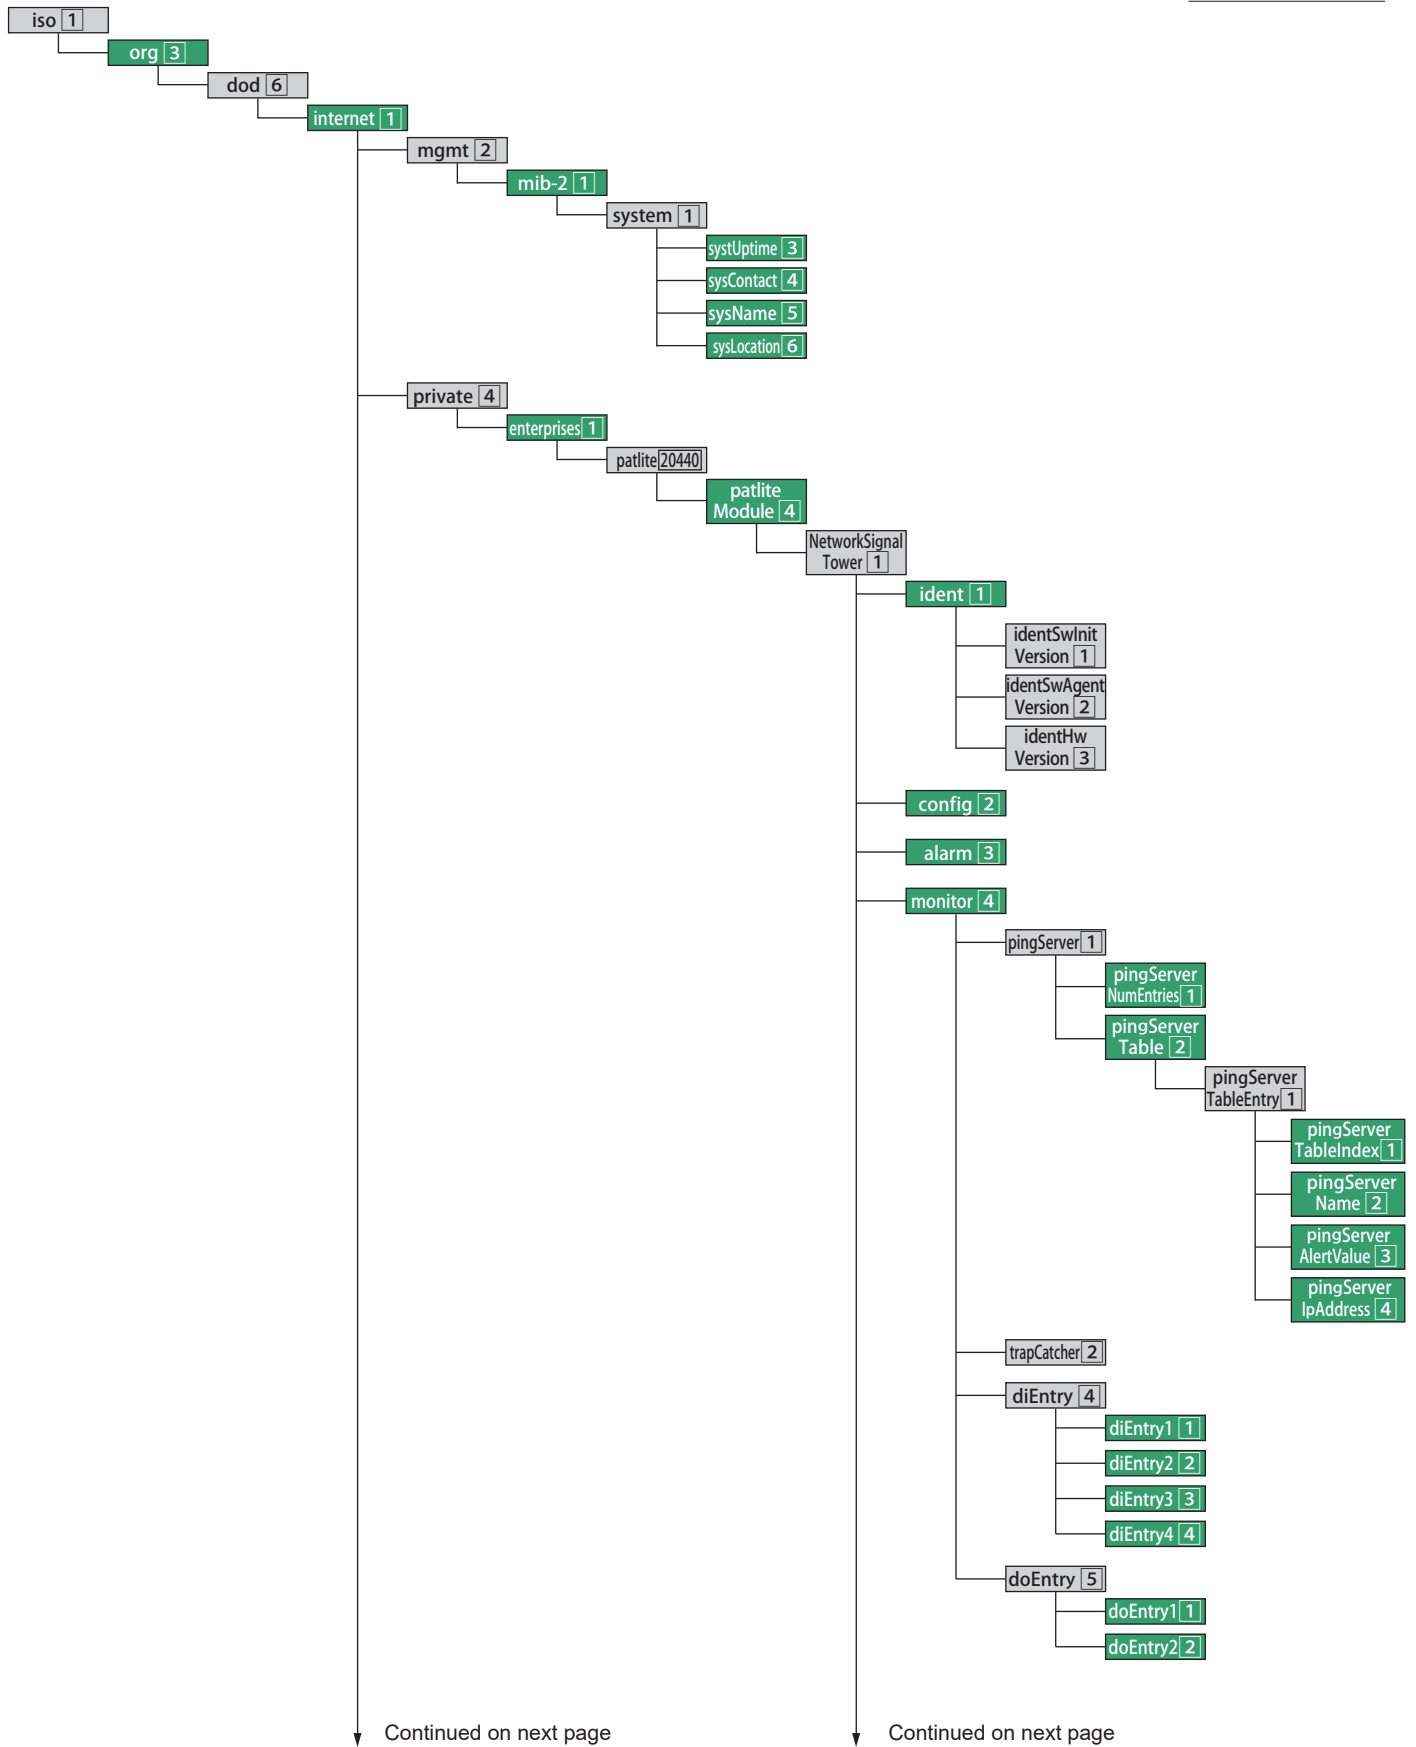 iso 1
org 3
dod 6
internet 1
mgmt 2
mib-2 1
system 1
systUptime 3
sysContact 4
sysName 5
sysLocation 6
private 4
enterprises 1
patlite 20440
patlite
Module 4
NetworkSignal
Tower 1
ident 1
identSwInit
Version 1
identSwAgent
Version 2
identHw
Version 3
config 2
alarm 3
monitor 4
pingServer 1
pingServer
NumEntries 1
pingServer
Table 2
pingServer
TableEntry 1
pingServer
TableIndex 1
pingServer
Name 2
pingServer
AlertValue 3
pingServer
IpAddress 4
trapCatcher 2
diEntry 4
diEntry1 1
diEntry2 2
diEntry3 3
diEntry4 4
doEntry 5
doEntry1 1
doEntry2 2
Continued on next page
Continued on next page